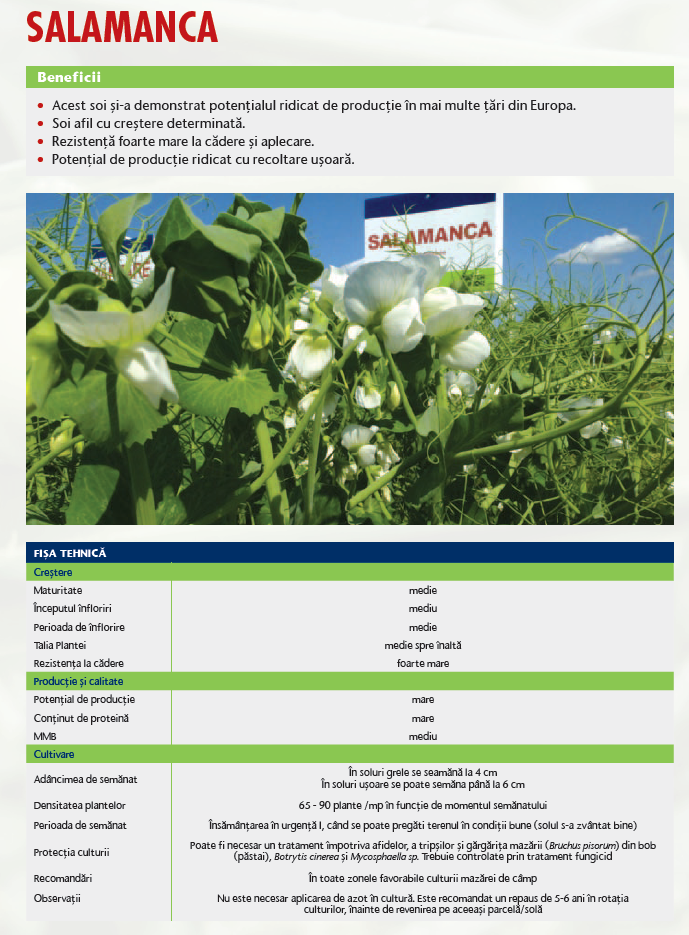 SALAMANCA
Beneficii
• Acest soi și-a demonstrat potențialul ridicat de producție în mai multe țări din Europa.
• Soi afil cu creștere determinată.
• Rezistență foarte mare la cădere și aplecare.
• Potențial de producție ridicat cu recoltare ușoară.
SALAMANCA
FIȘA TEHNICĂ
Creștere
Maturitate medie
Începutul înfloriri mediu
Perioada de înflorire medie
Talia Plantei medie spre înaltă
Rezistența la cădere foarte mare
Producție și calitate
Potențial de producție mare
Conținut de proteină mare
MMB mediu
Cultivare
Adâncimea de semănat
În soluri grele se seamănă la 4 cm
În soluri ușoare se poate semăna până la 6 cm
Densitatea plantelor 65 - 90 plante /mp în funcție de momentul semănatului
Perioada de semănat Însămânțarea în urgență I, când se poate pregăti terenul în condiții bune (solul s-a zvântat bine)
Protecția culturii
Poate fi necesar un tratament împotriva afidelor, a tripșilor și gărgărița mazării (Bruchus pisorum) din bob
(păstai), Botrytis cinerea și Mycosphaella sp. Trebuie controlate prin tratament fungicid
Recomandări În toate zonele favorabile culturii mazărei de câmp
Observații
Nu este necesar aplicarea de azot în cultură. Este recomandat un repaus de 5-6 ani în rotația
culturilor, înainte de revenirea pe aceeași parcelă/solă